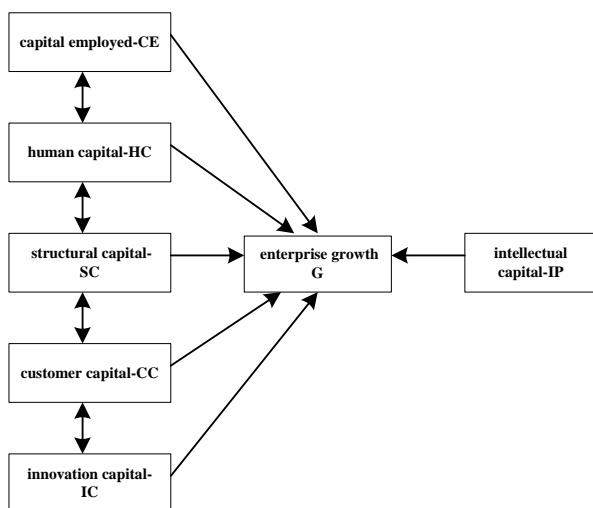 capital employed-CE
human capital-HC
structural capital-
SC
enterprise growth
G
intellectual
capital-IP
customer capital-CC
innovation capital-
IC